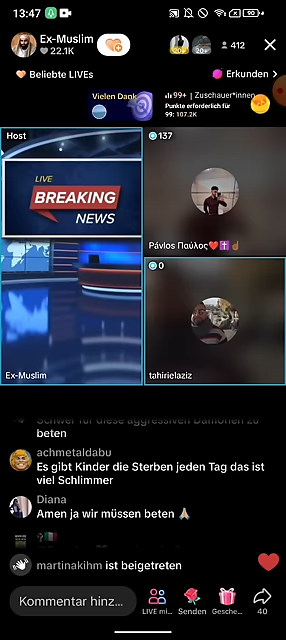 13:47
90
Ex-Muslim
22.1K
412
Beliebte LIVEs
Erkunden >
Vielen Dank
99+ | Zuschauer*innen
Punkte erforderlich für
99: 107.2K
Host
137
LIVE
BREAKING
NEWS
Pávlos Παύλος
0
Ex-Muslim
tahirielaziz
Schwer für diese aggressiven Dämonen zu
beten
achmetaldabu
Es gibt Kinder die Sterben jeden Tag das ist
viel Schlimmer
Diana
Amen ja wir müssen beten 🙏
martinakihm ist beigetreten
Kommentar hinz...
LIVE mi...
Senden
Gesche...
40